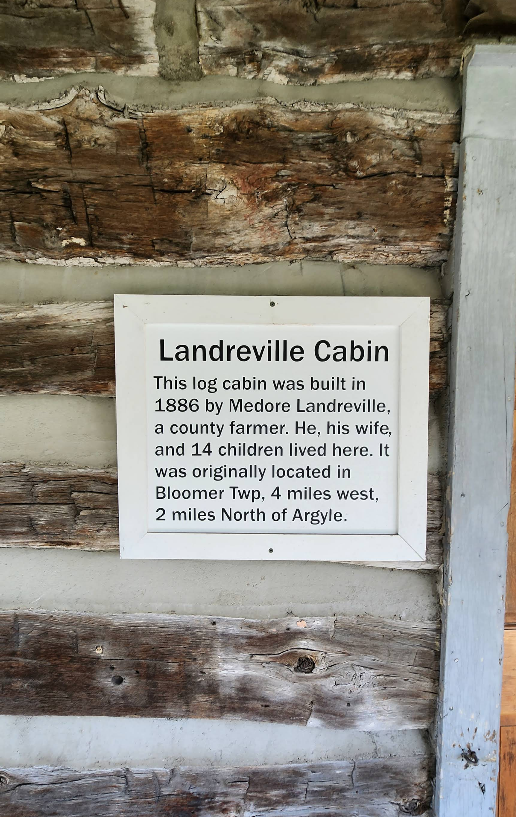 Landreville Cabin
This log cabin was built in
1886 by Medore Landreville,
a county farmer. He, his wife,
and 14 children lived here. It
was originally located in
Bloomer Twp, 4 miles west,
2 miles North of Argyle.